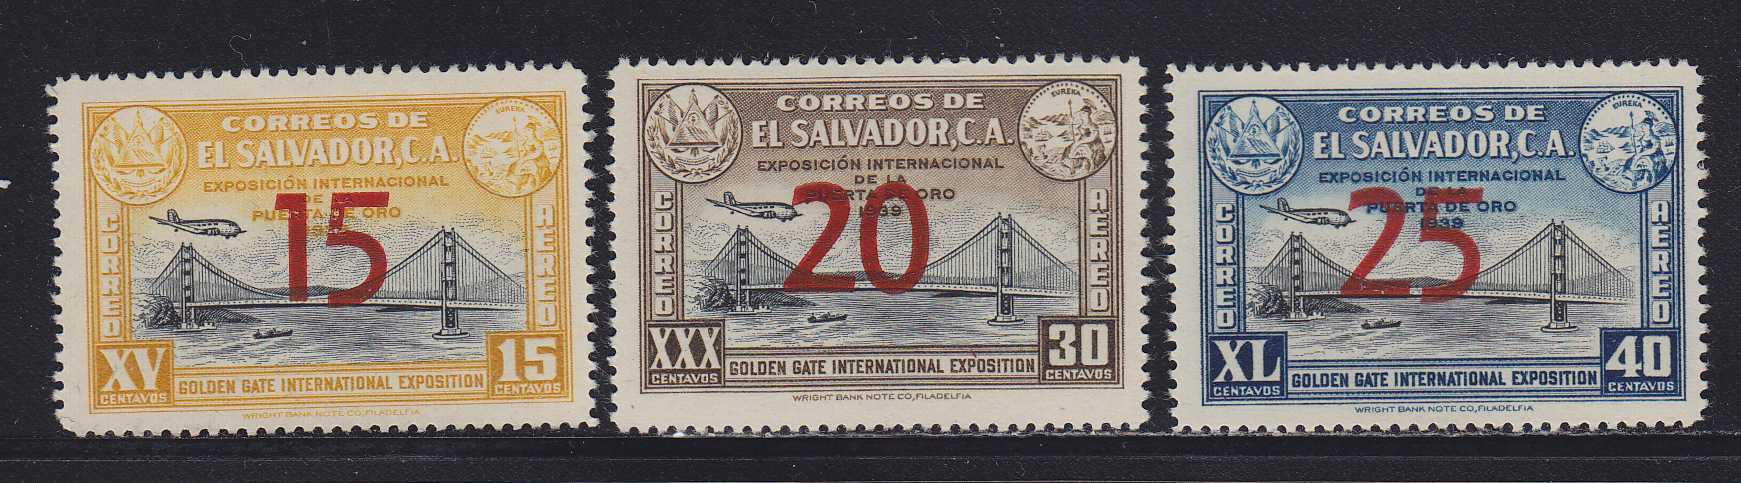 CORREOS DE
EL SALVADOR, C.A.
EUREKA
EXPOSICIÓN INTERNACIONAL
DE LA
PUERTA DE ORO
15
CORREO
AEREO
XV
CENTAVOS
GOLDEN GATE INTERNATIONAL EXPOSITION
15
CENTAVOS
WRIGHT BANK NOTE CO, FILADELFIA
CORREOS DE
EL SALVADOR, C.A.
EUREKA
EXPOSICIÓN INTERNACIONAL
DE LA
PUERTA DE ORO
1939
20
CORREO
AEREO
XXX
CENTAVOS
GOLDEN GATE INTERNATIONAL EXPOSITION
30
CENTAVOS
WRIGHT BANK NOTE CO, FILADELFIA
CORREOS DE
EL SALVADOR, C.A.
EUREKA
EXPOSICIÓN INTERNACIONAL
DE LA
PUERTA DE ORO
1939
25
CORREO
AEREO
XL
CENTAVOS
GOLDEN GATE INTERNATIONAL EXPOSITION
40
CENTAVOS
WRIGHT BANK NOTE CO, FILADELFIA